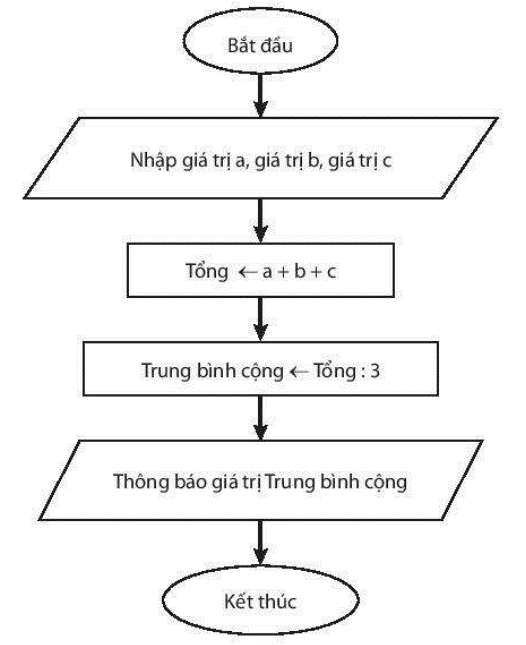 Bắt đầu
Nhập giá trị a, giá trị b, giá trị c
Tổng ← a + b + c
Trung bình cộng ← Tổng : 3
Thông báo giá trị Trung bình cộng
Kết thúc